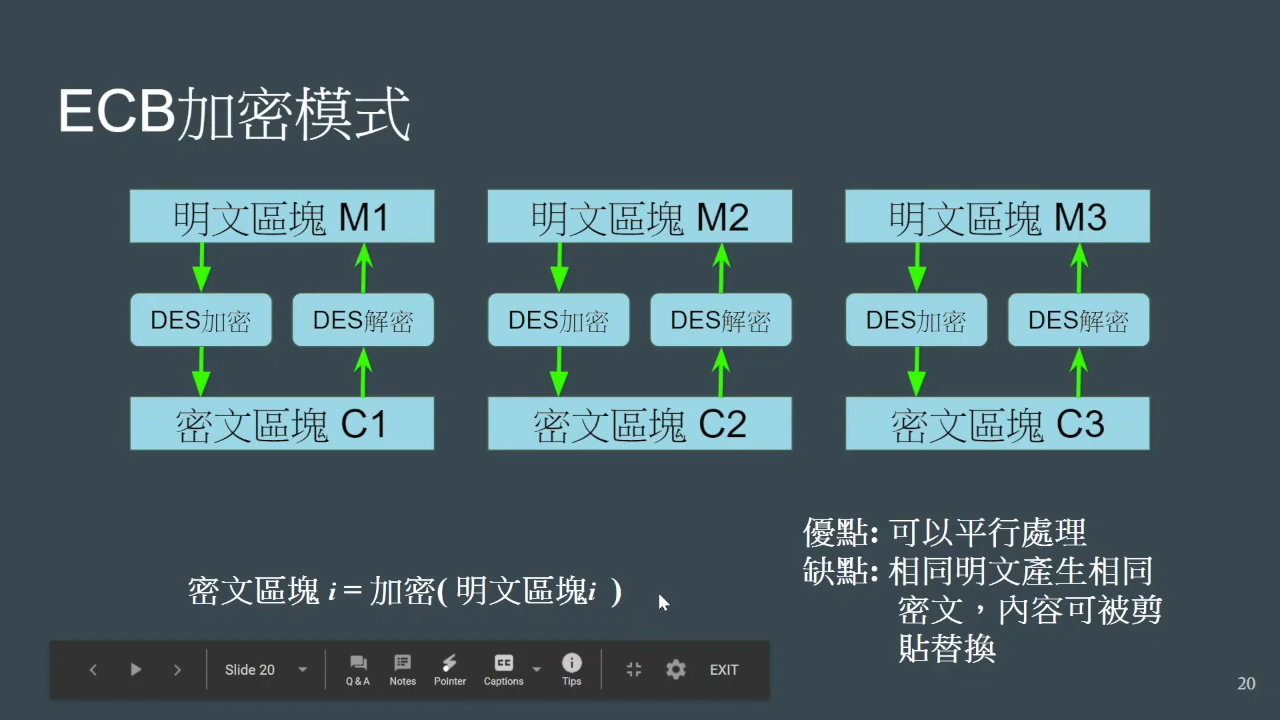 ECB加密模式
明文區塊 M1
明文區塊 M2
明文區塊 M3
DES加密
DES解密
DES加密
DES解密
DES加密
DES解密
密文區塊 C1
密文區塊 C2
密文區塊 C3
優點: 可以平行處理
缺點: 相同明文產生相同
密文，內容可被剪
貼替換
密文區塊 i = 加密( 明文區塊i )
Slide 20
Q & A
Notes
Pointer
Captions
Tips
EXIT
20